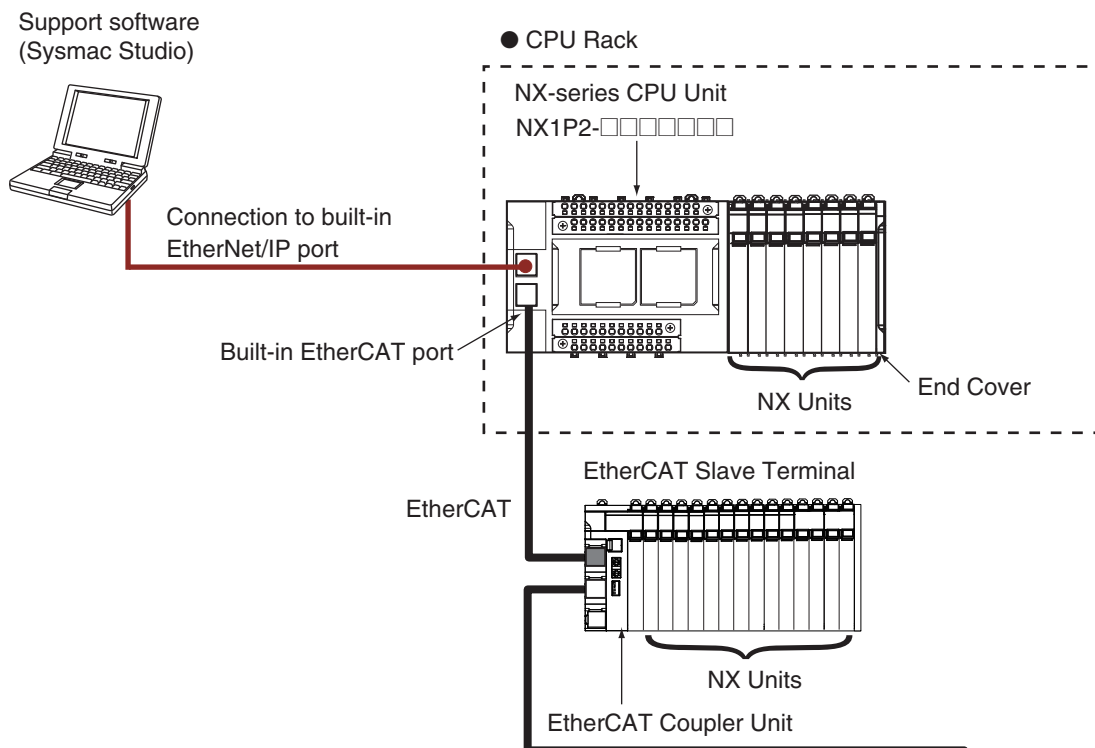 Support software
(Sysmac Studio)
● CPU Rack
NX-series CPU Unit
NX1P2-□□□□□□□
Connection to built-in
EtherNet/IP port
Built-in EtherCAT port
End Cover
NX Units
EtherCAT Slave Terminal
EtherCAT
NX Units
EtherCAT Coupler Unit